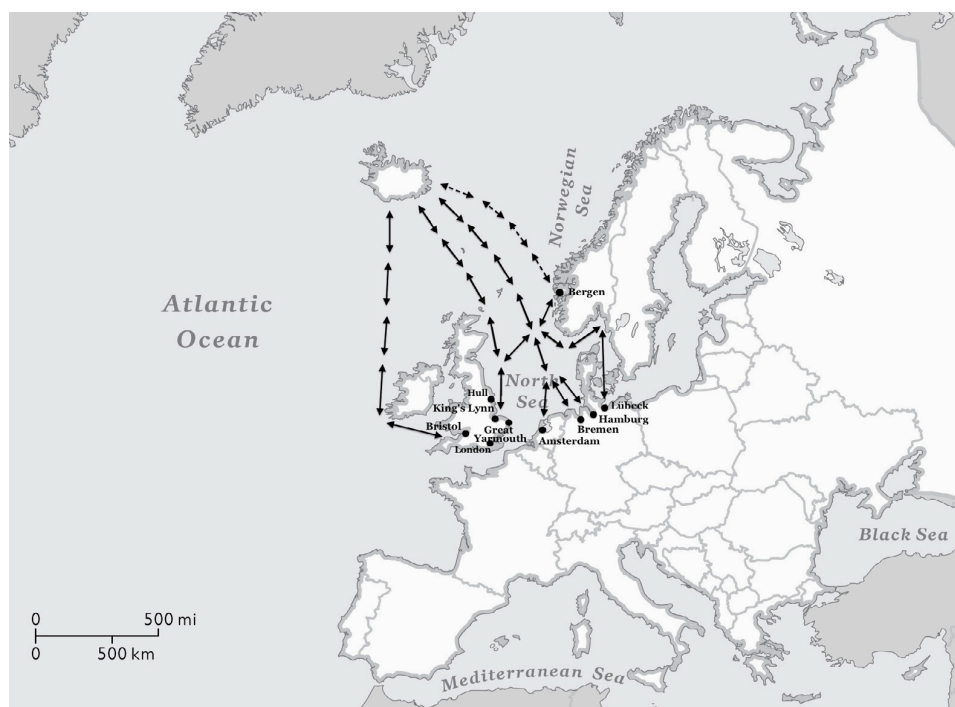 Norwegian
Sea
Bergen
Atlantic
Ocean
North
Sea
Hull
King's Lynn
Lübeck
Hamburg
Bristol
Great
Yarmouth
Bremen
Amsterdam
London
Black Sea
0
500 mi
0
500 km
Mediterranean Sea